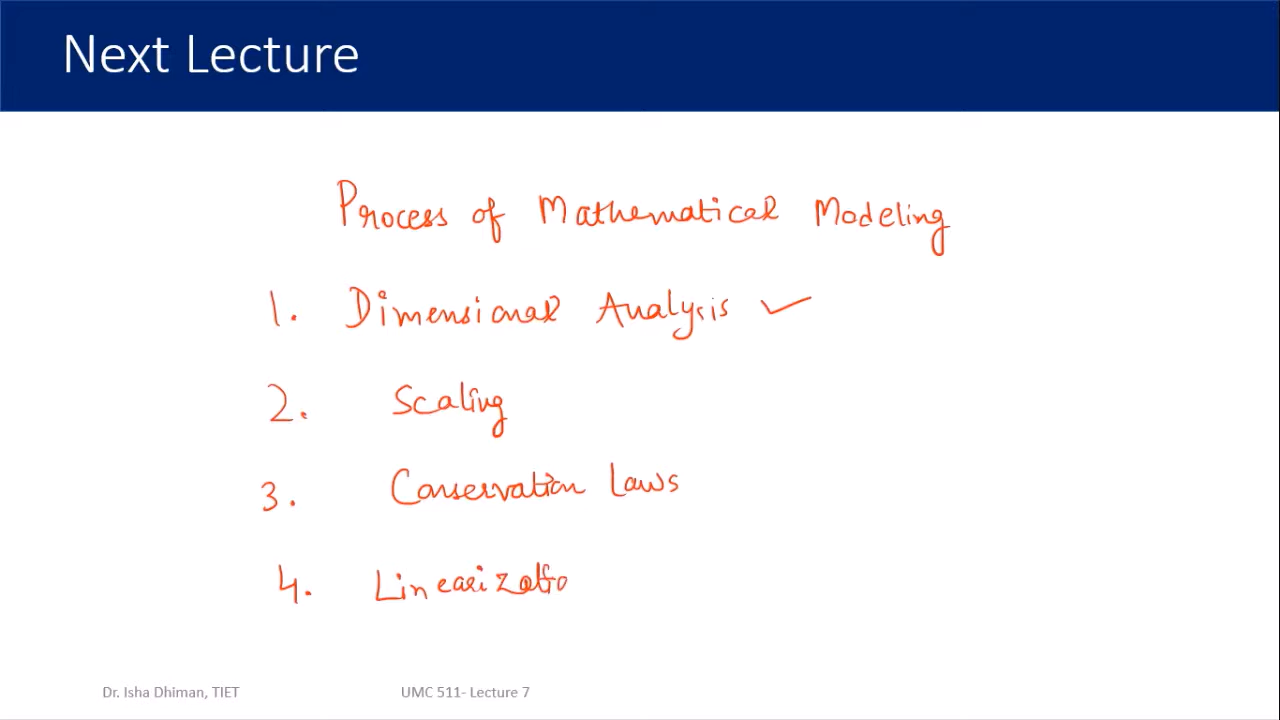 Next Lecture
Process of Mathematical Modeling
1. Dimensional Analysis ✓
2. Scaling
3. Conservation Laws
4. Linearizatio
Dr. Isha Dhiman, TIET
UMC 511- Lecture 7